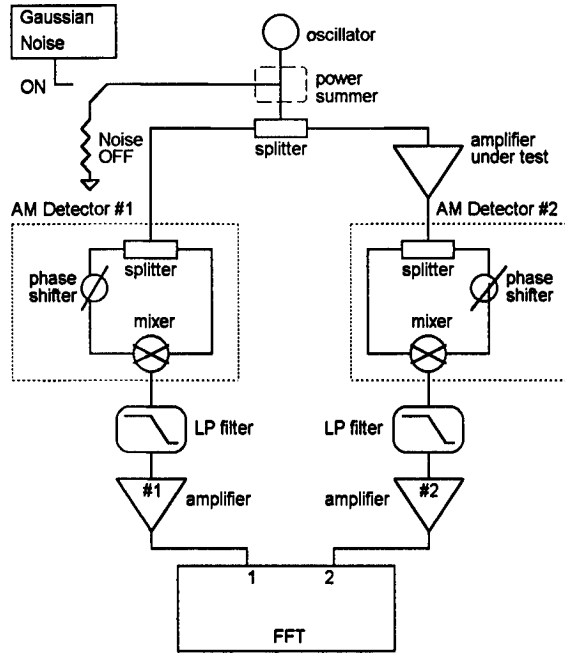 Gaussian
Noise
ON
oscillator
power
summer
Noise
OFF
splitter
amplifier
under test
AM Detector #1
AM Detector #2
splitter
phase
shifter
mixer
splitter
phase
shifter
mixer
LP filter
LP filter
#1
amplifier
amplifier
#2
1
2
FFT